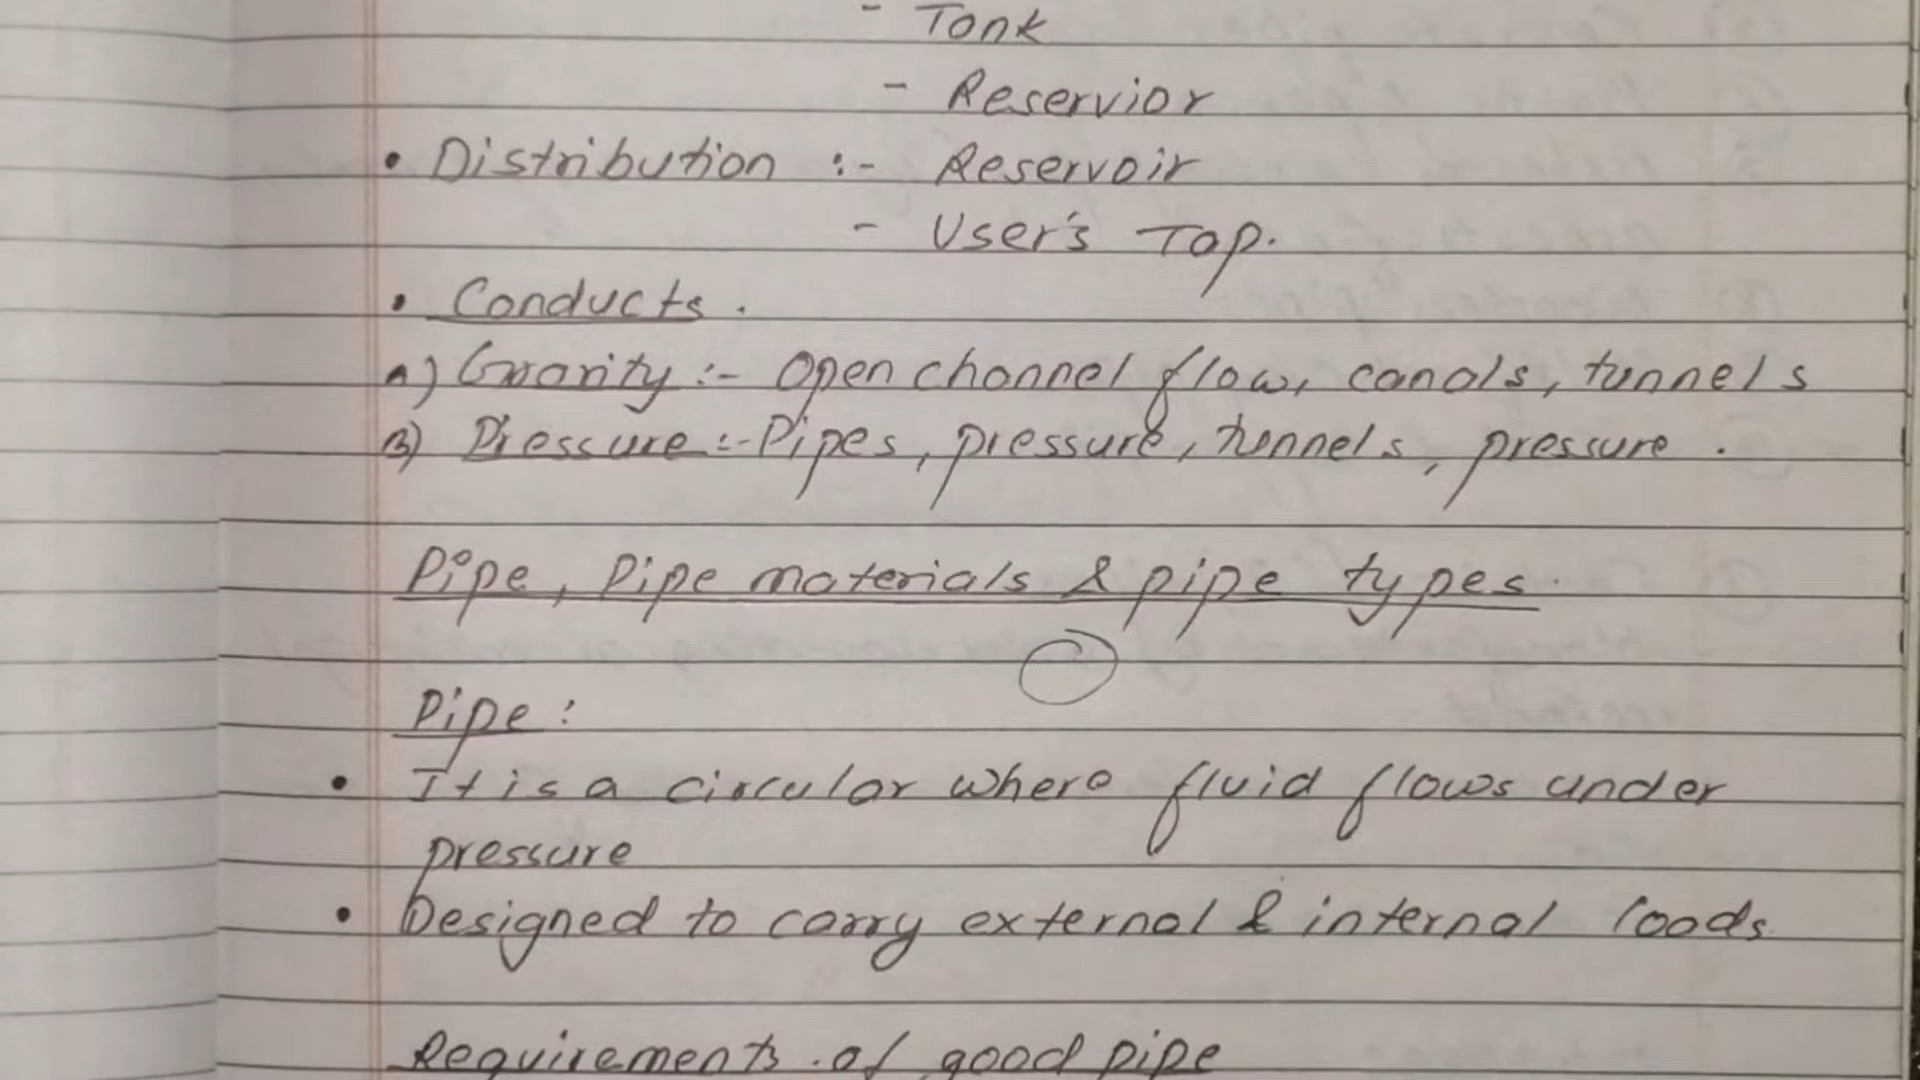 - Tank
- Reservior
• Distribution :- Reservoir
- User's Tap.
• Conducts.
A) Gravity :- Open channel flow, canals, tunnels
B) Pressure :- Pipes, pressure, tunnels, pressure.
Pipe, Pipe materials & pipe types.
Pipe:
• It is a circular where fluid flows under
pressure
• Designed to carry external & internal loads
Requirements of good pipe